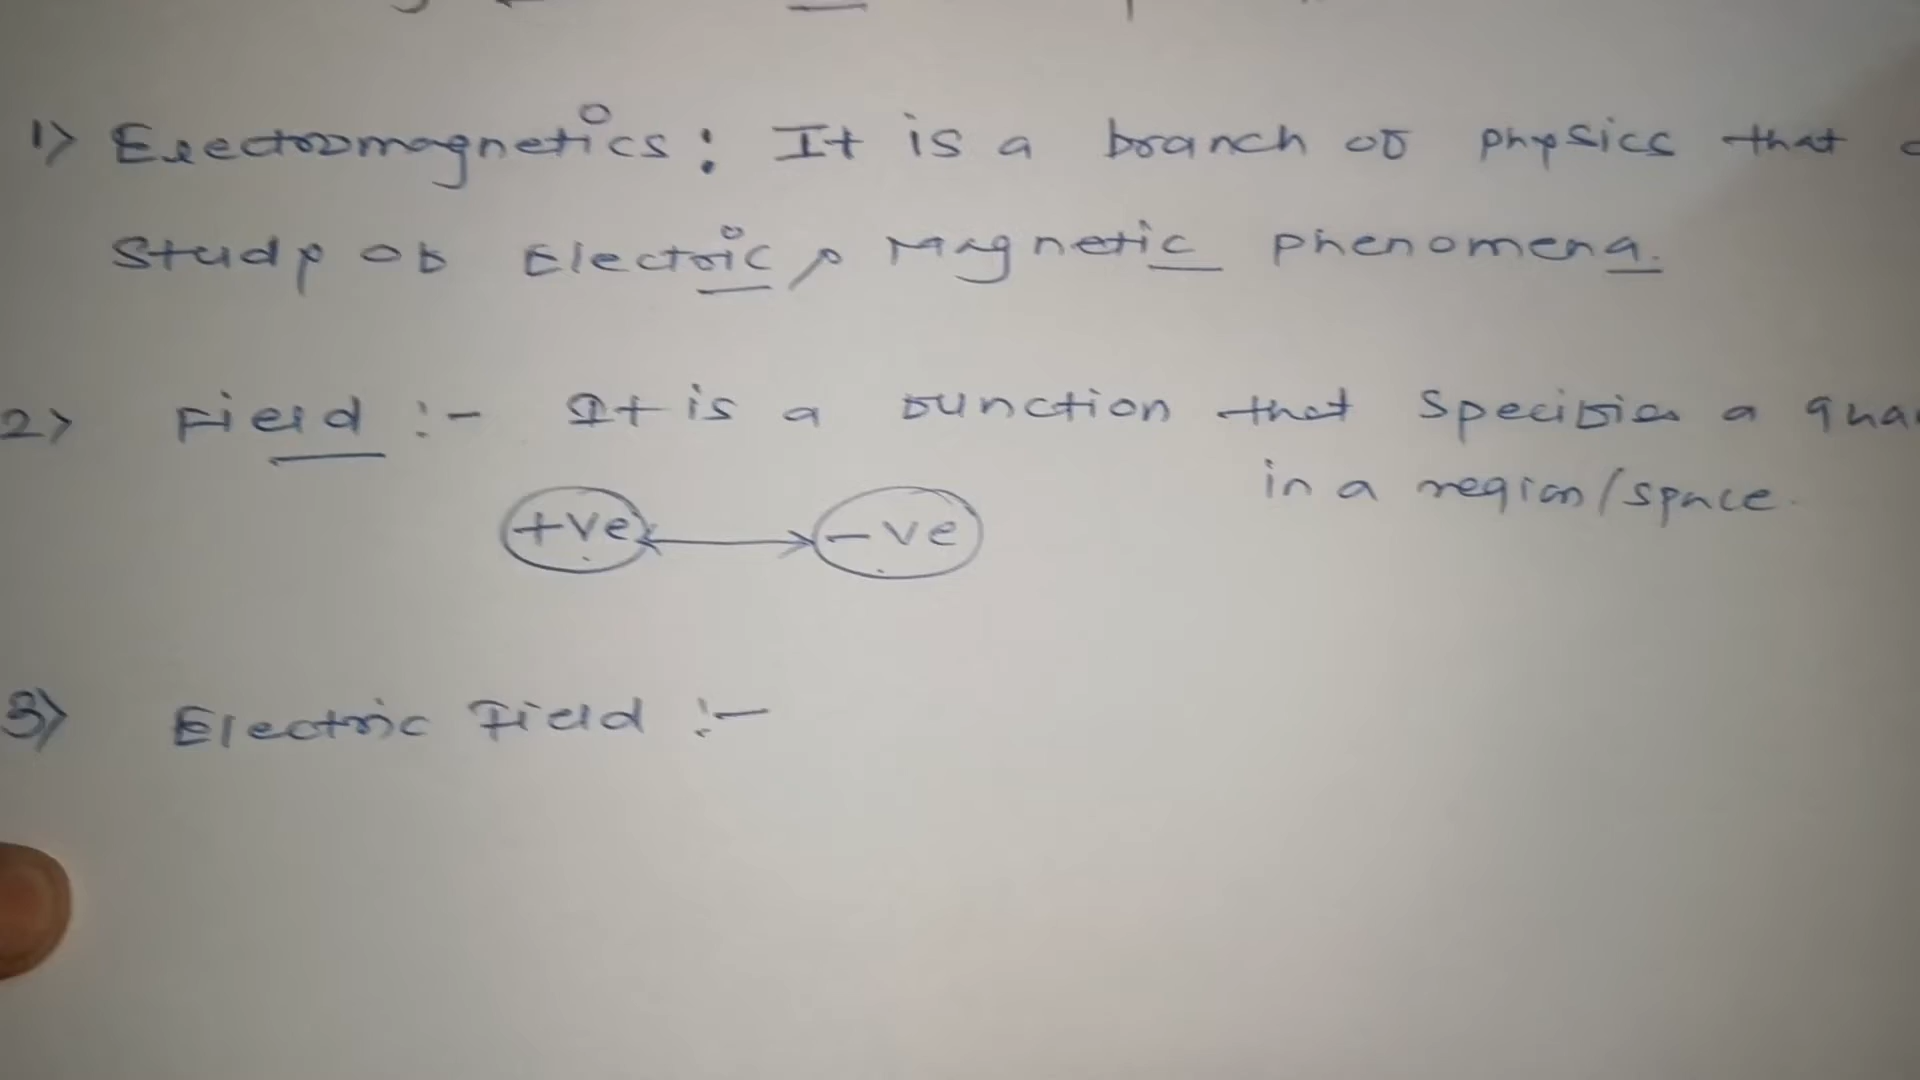 1) Electromagnetics: It is a branch of physics that
study of Electric, Magnetic phenomena.
2) Field :- It is a function that specifies a
in a region/space.
+ve -ve
3) Electric Field :-